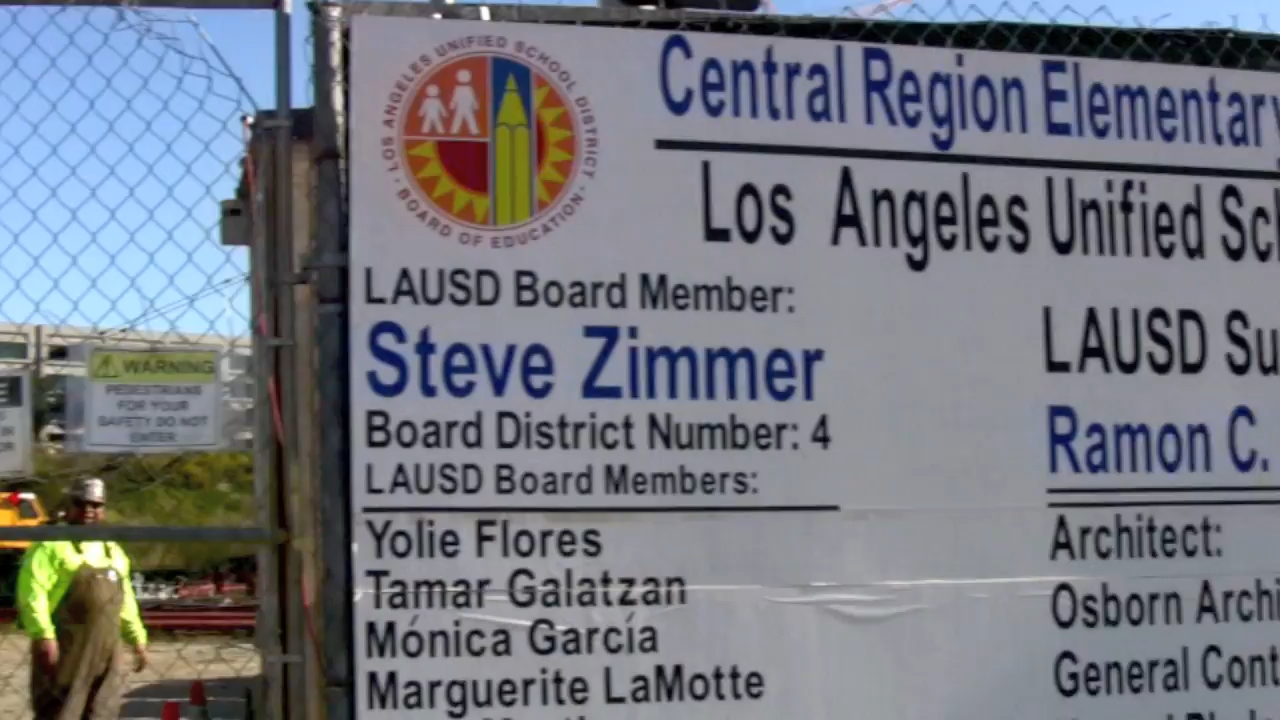 LOS ANGELES UNIFIED SCHOOL DISTRICT
BOARD OF EDUCATION
Central Region Elementary
Los Angeles Unified Sch
LAUSD Board Member:
Steve Zimmer
Board District Number: 4
LAUSD Board Members:
Yolie Flores
Tamar Galatzan
Mónica García
Marguerite LaMotte
LAUSD Su
Ramon C.
Architect:
Osborn Archi
General Cont
WARNING
PEDESTRIANS
FOR YOUR
SAFETY DO NOT
ENTER